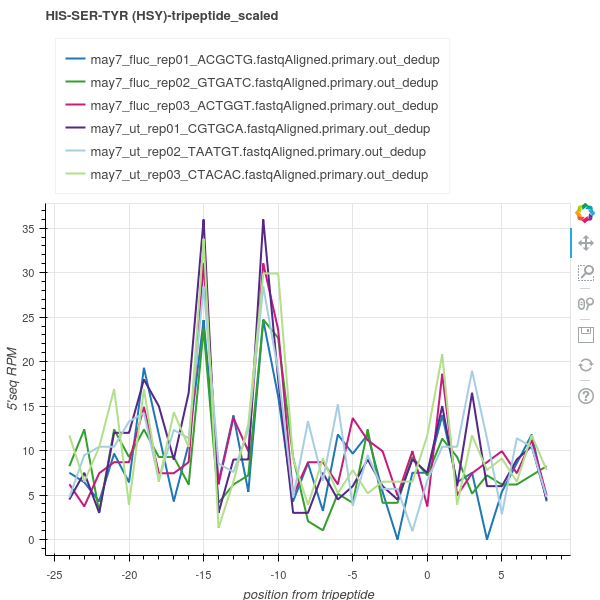 HIS-SER-TYR (HSY)-tripeptide_scaled
may7_fluc_rep01_ACGCTG.fastqAligned.primary.out_dedup
may7_fluc_rep02_GTGATC.fastqAligned.primary.out_dedup
may7_fluc_rep03_ACTGGT.fastqAligned.primary.out_dedup
may7_ut_rep01_CGTGCA.fastqAligned.primary.out_dedup
may7_ut_rep02_TAATGT.fastqAligned.primary.out_dedup
may7_ut_rep03_CTACAC.fastqAligned.primary.out_dedup
35
30
25
20
15
10
5
0
5'seq RPM
-25 -20 -15 -10 -5 0 5
position from tripeptide